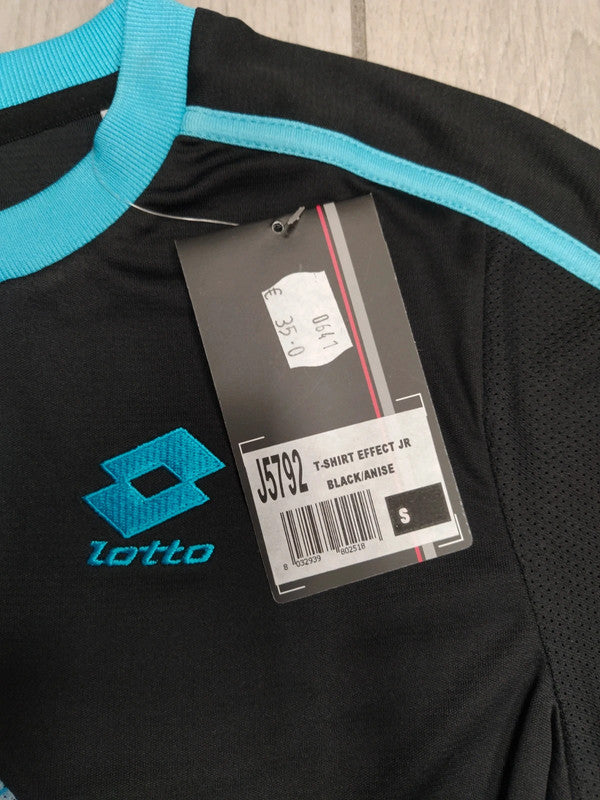 € 35.0
0641
J5792
T-SHIRT EFFECT JR
BLACK/ANISE
S
8 032939 802518
lotto